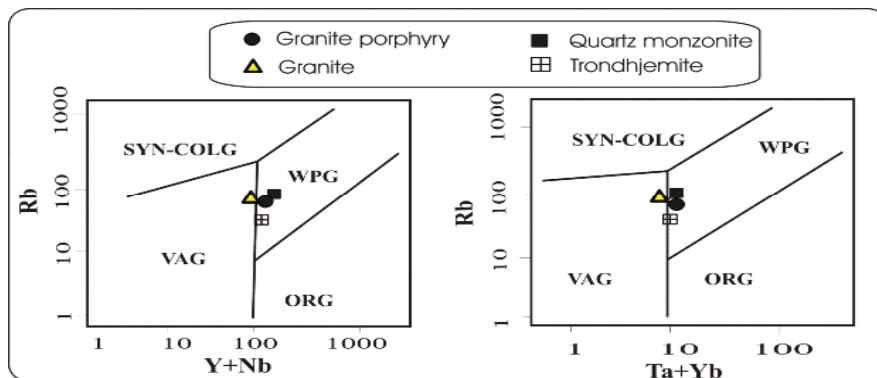 Granite porphyry
Quartz monzonite
Granite
Trondhjemite
1000
100
10
1
Rb
SYN-COLG
WPG
VAG
ORG
1 10 100 1000
Y+Nb
1000
100
10
1
Rb
SYN-COLG
WPG
VAG
ORG
1 10 100
Ta+Yb